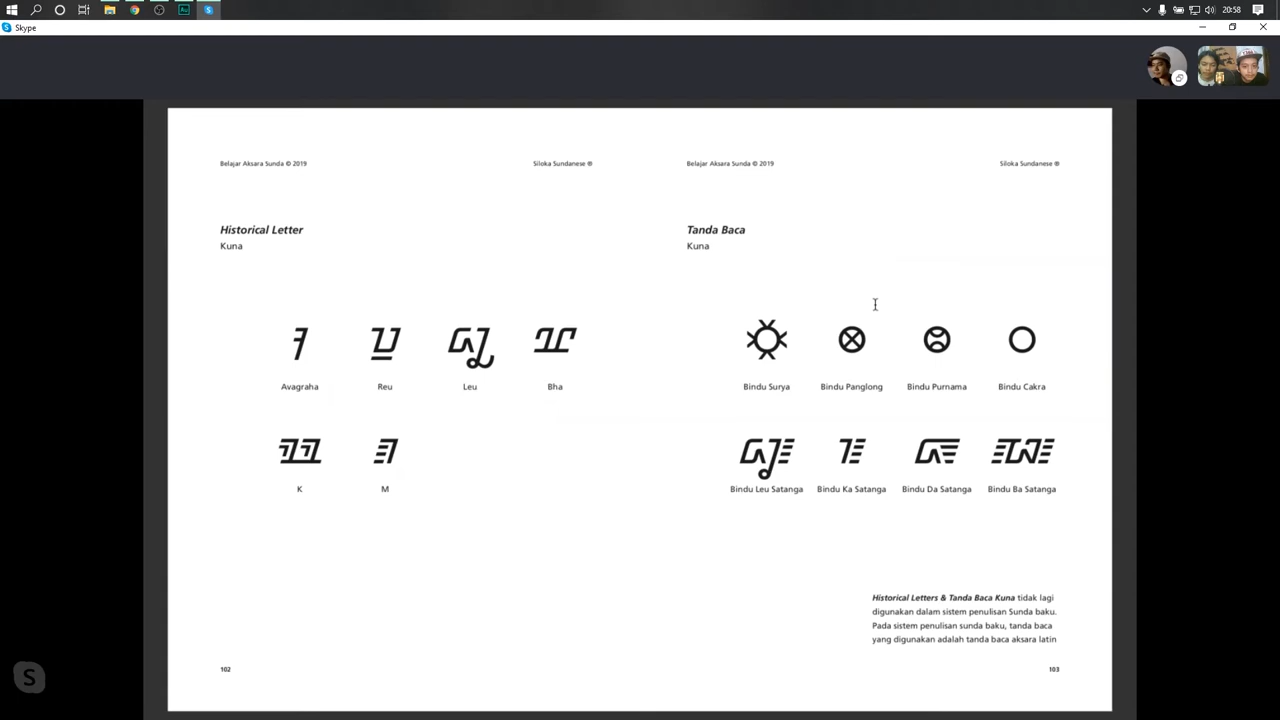 20:58
Skype
Belajar Aksara Sunda © 2019
Siloka Sundanese ®
Historical Letter
Kuna
Avagraha Reu Leu Bha
K M
102
Belajar Aksara Sunda © 2019
Siloka Sundanese ®
Tanda Baca
Kuna
Bindu Surya Bindu Panglong Bindu Purnama Bindu Cakra
Bindu Leu Satanga Bindu Ka Satanga Bindu Da Satanga Bindu Ba Satanga
Historical Letters & Tanda Baca Kuna tidak lagi
digunakan dalam sistem penulisan Sunda baku.
Pada sistem penulisan sunda baku, tanda baca
yang digunakan adalah tanda baca aksara latin
103